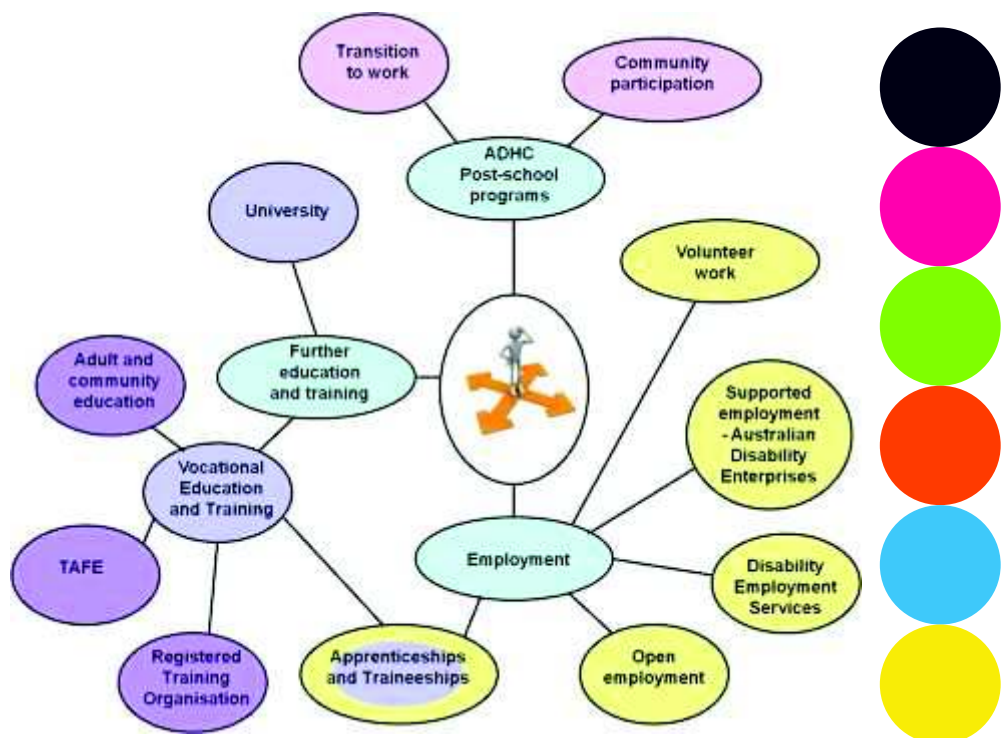 Transition
to work
Community
participation
ADHC
Post-school
programs
University
Volunteer
work
Further
education
and training
Adult and
community
education
Supported
employment
- Australian
Disability
Enterprises
Vocational
Education
and Training
Employment
TAFE
Disability
Employment
Services
Registered
Training
Organisation
Apprenticeships
and Traineeships
Open
employment